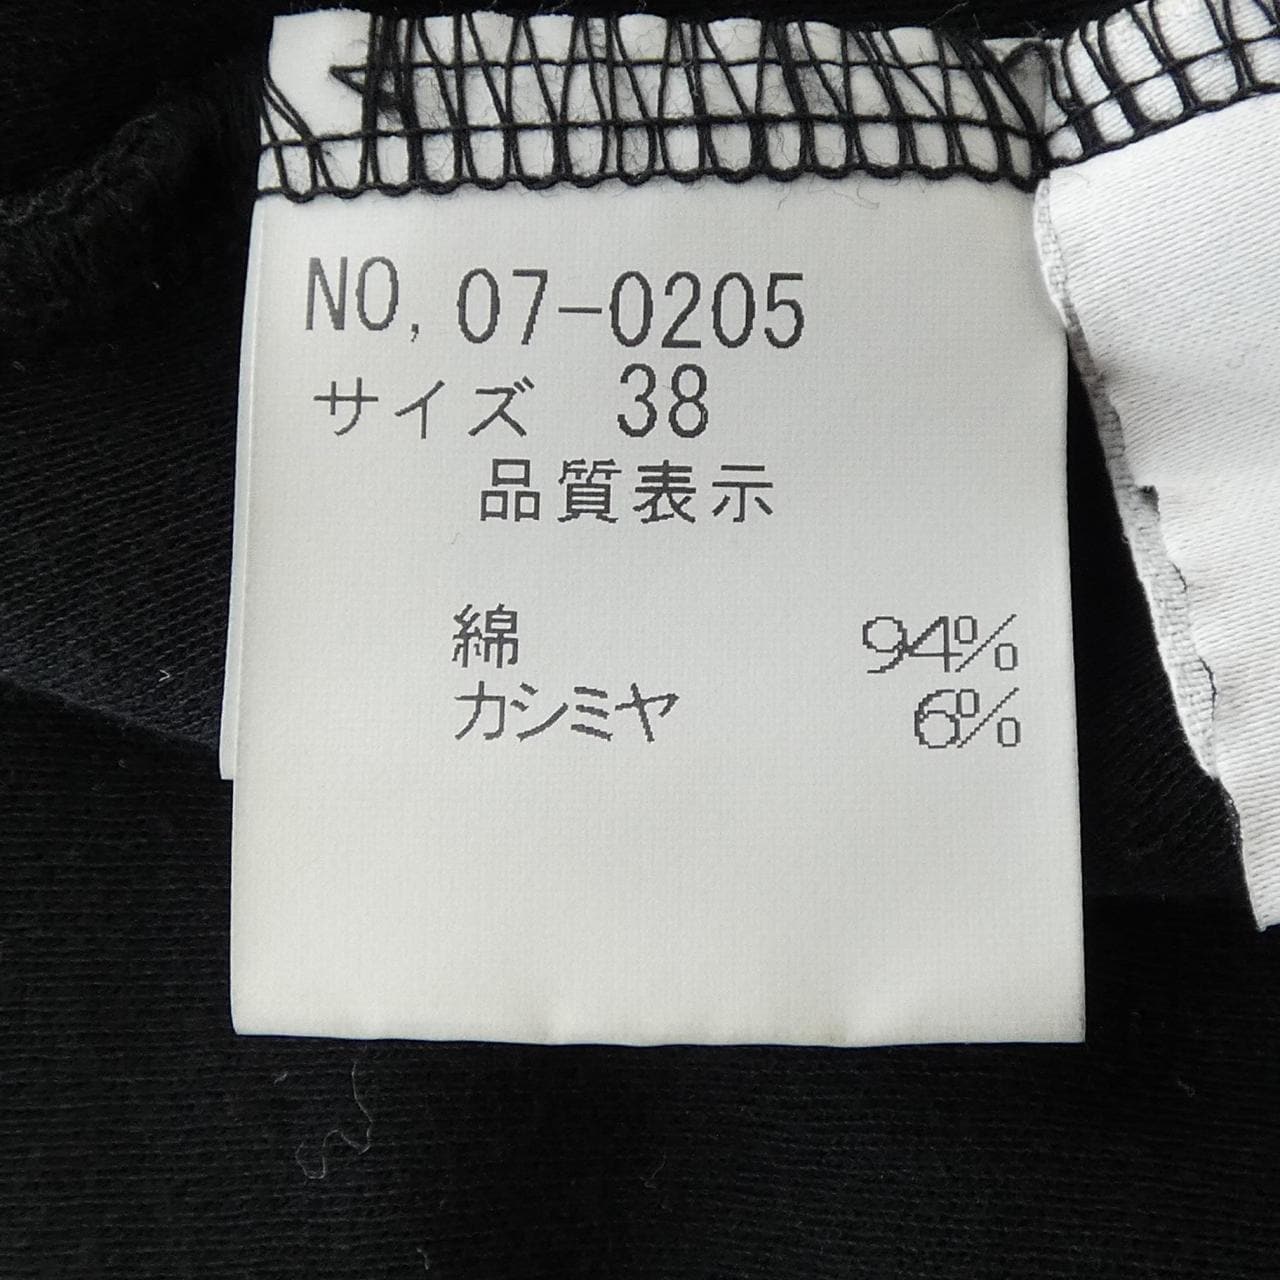 NO, 07-0205
サイズ 38
品質表示
綿 94%
カシミヤ 6%